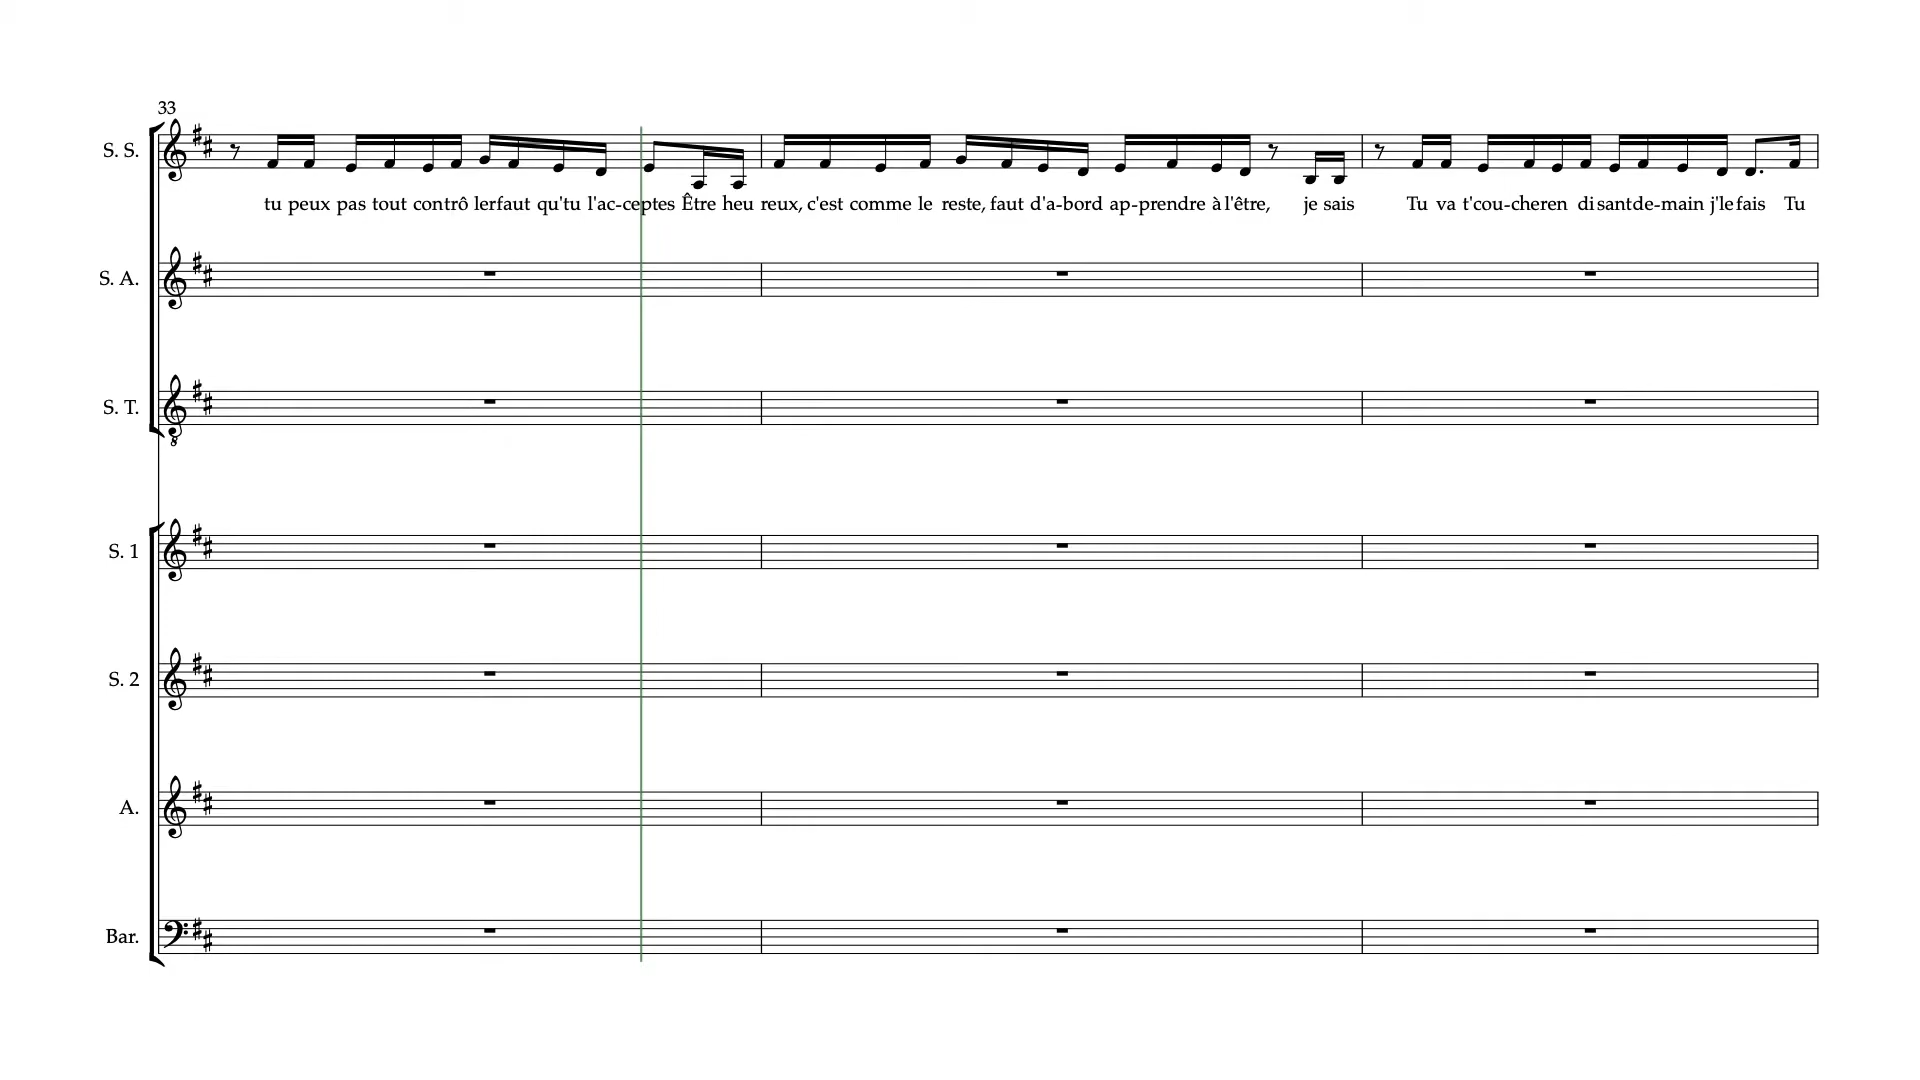 33
S. S.
tu peux pas tout contrô lerfaut qu'tu l'ac-ceptes Être heu reux, c'est comme le reste, faut d'a-bord ap-prendre à l'être, je sais Tu va t'cou-cheren disantde-main j'le fais Tu
S. A.
S. T.
S. 1
S. 2
A.
Bar.